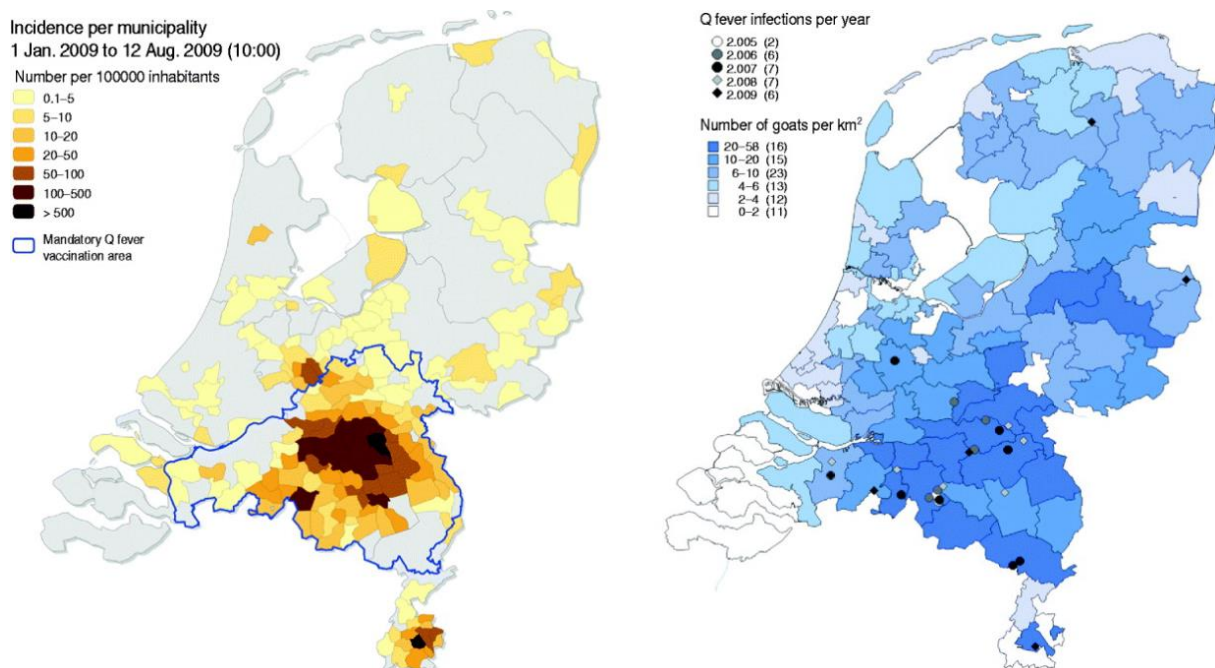 Incidence per municipality
1 Jan. 2009 to 12 Aug. 2009 (10:00)
Number per 100000 inhabitants
0.1–5
5–10
10–20
20–50
50–100
100–500
> 500
Mandatory Q fever
vaccination area
Q fever infections per year
2.005 (2)
2.006 (6)
2.007 (7)
2.008 (7)
2.009 (6)
Number of goats per km²
20–58 (16)
10–20 (15)
6–10 (23)
4–6 (13)
2–4 (12)
0–2 (11)